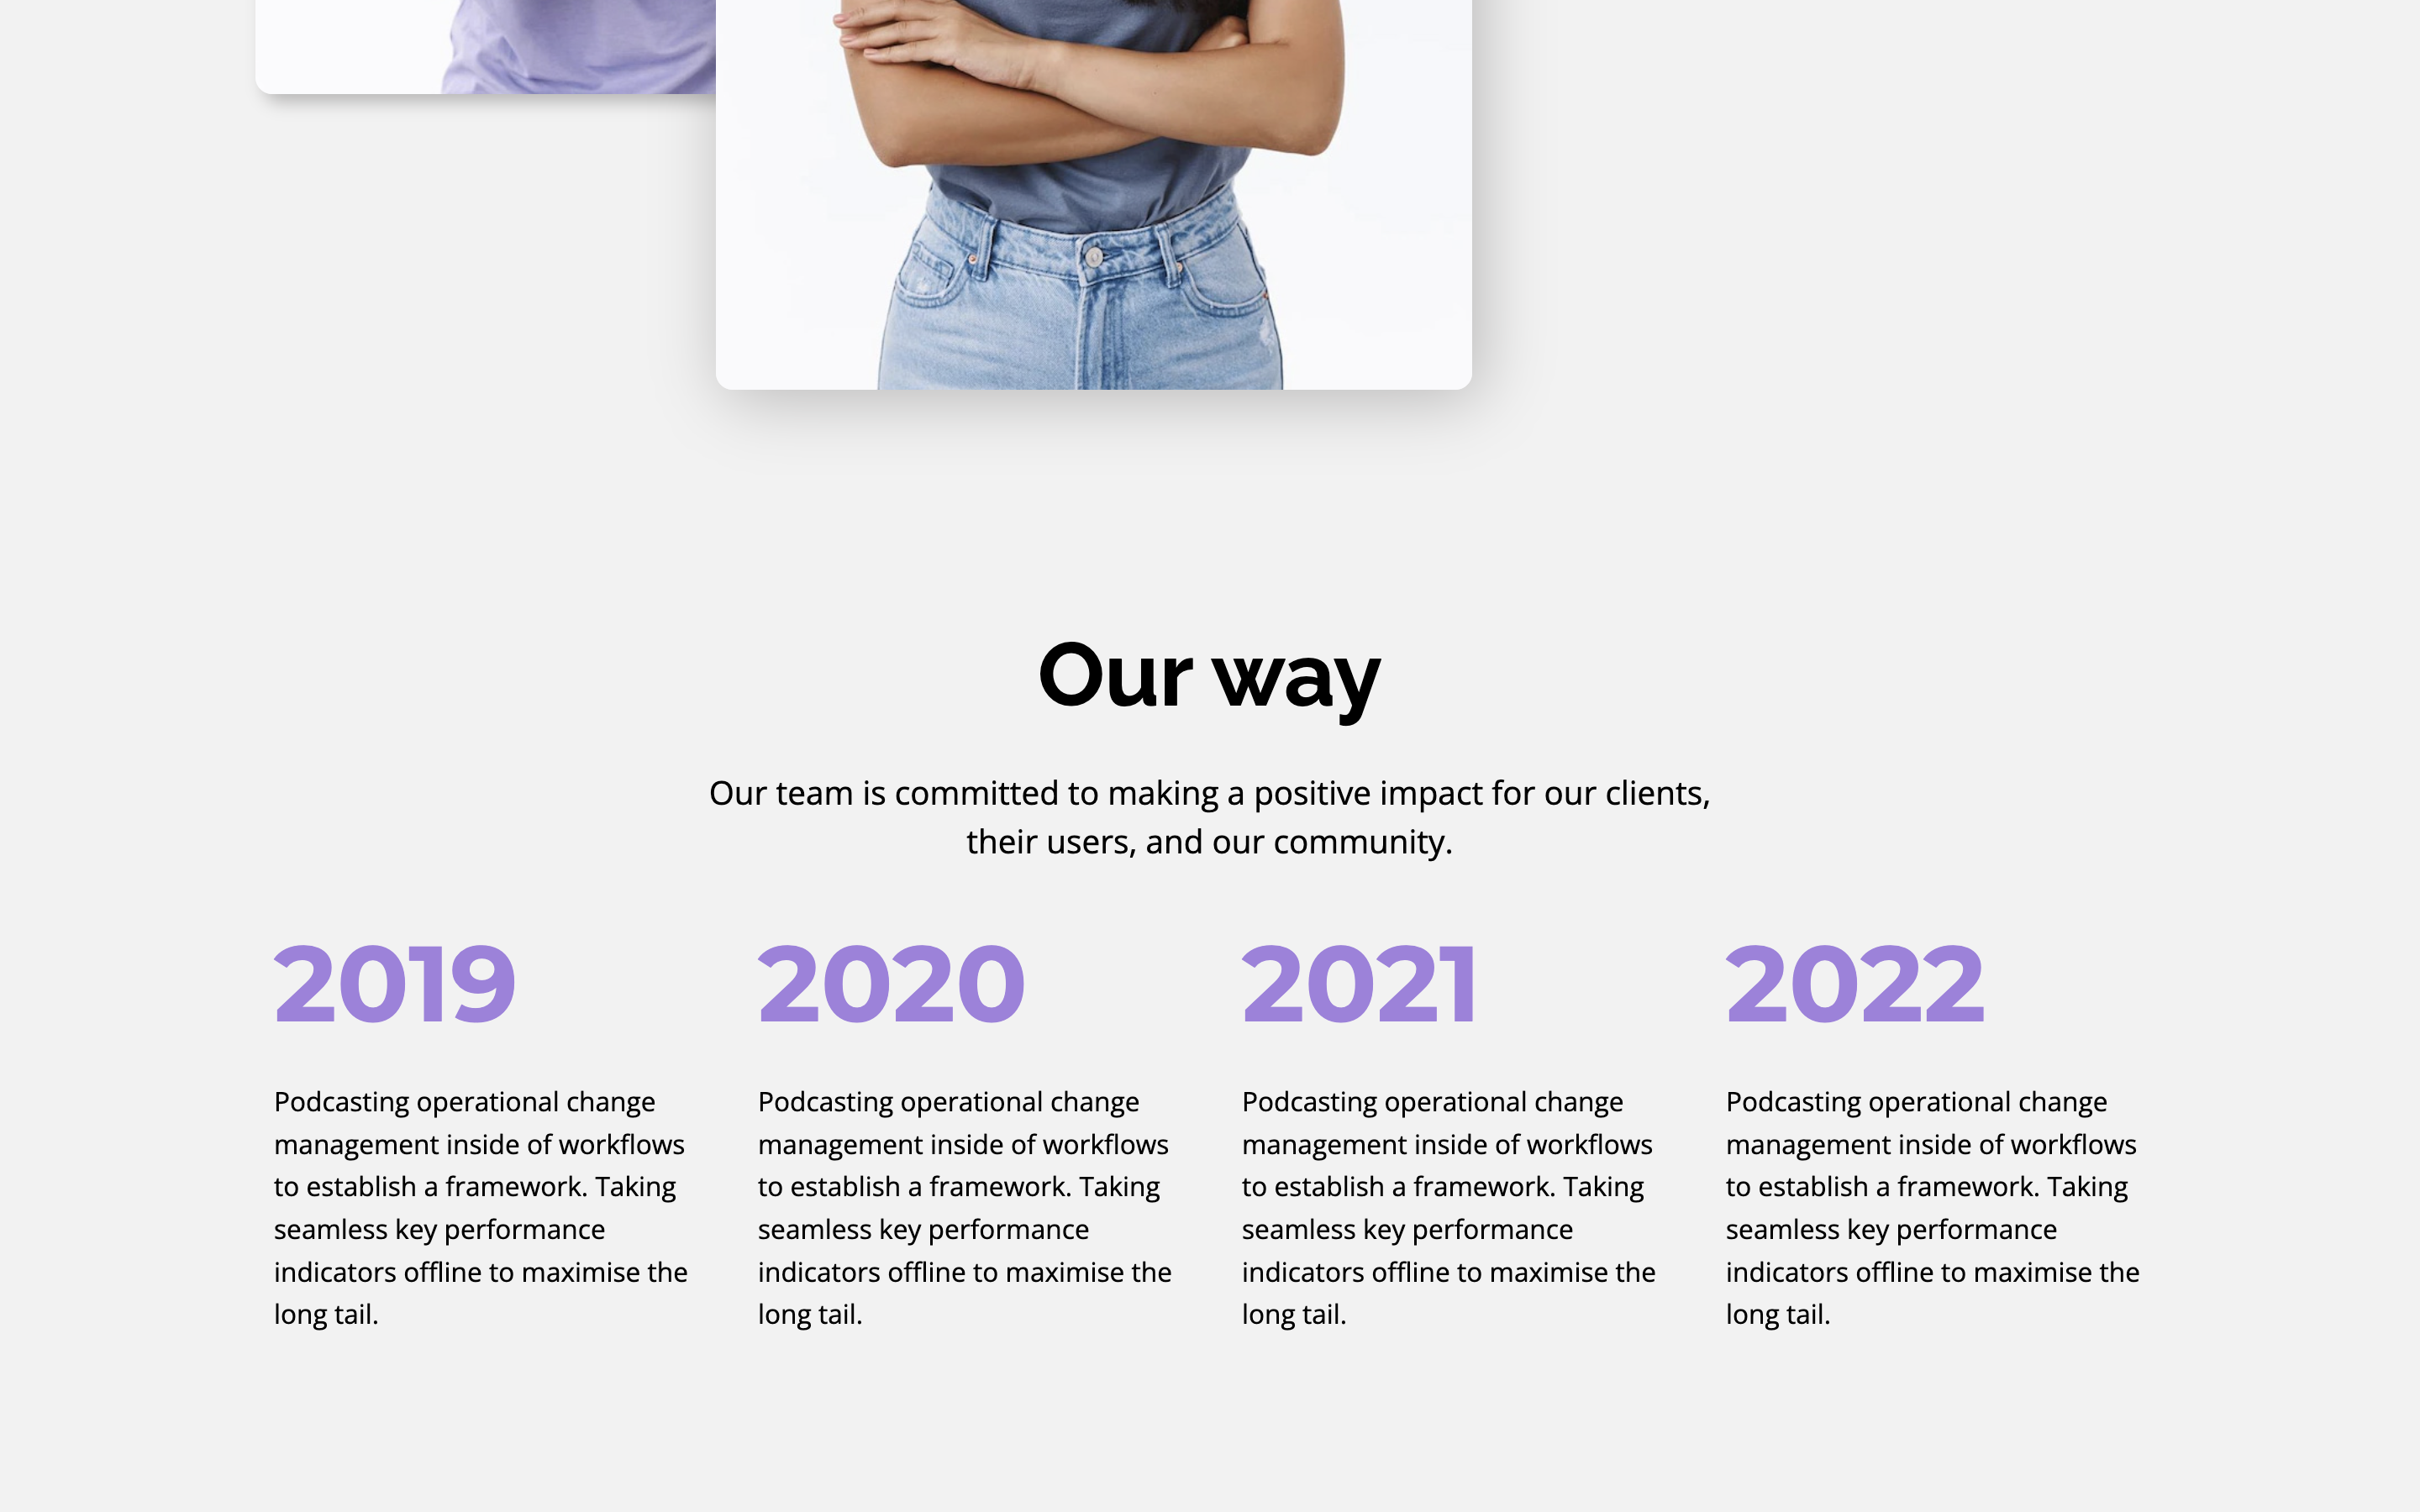 Our way
Our team is committed to making a positive impact for our clients,
their users, and our community.
2019
Podcasting operational change
management inside of workflows
to establish a framework. Taking
seamless key performance
indicators offline to maximise the
long tail.
2020
Podcasting operational change
management inside of workflows
to establish a framework. Taking
seamless key performance
indicators offline to maximise the
long tail.
2021
Podcasting operational change
management inside of workflows
to establish a framework. Taking
seamless key performance
indicators offline to maximise the
long tail.
2022
Podcasting operational change
management inside of workflows
to establish a framework. Taking
seamless key performance
indicators offline to maximise the
long tail.